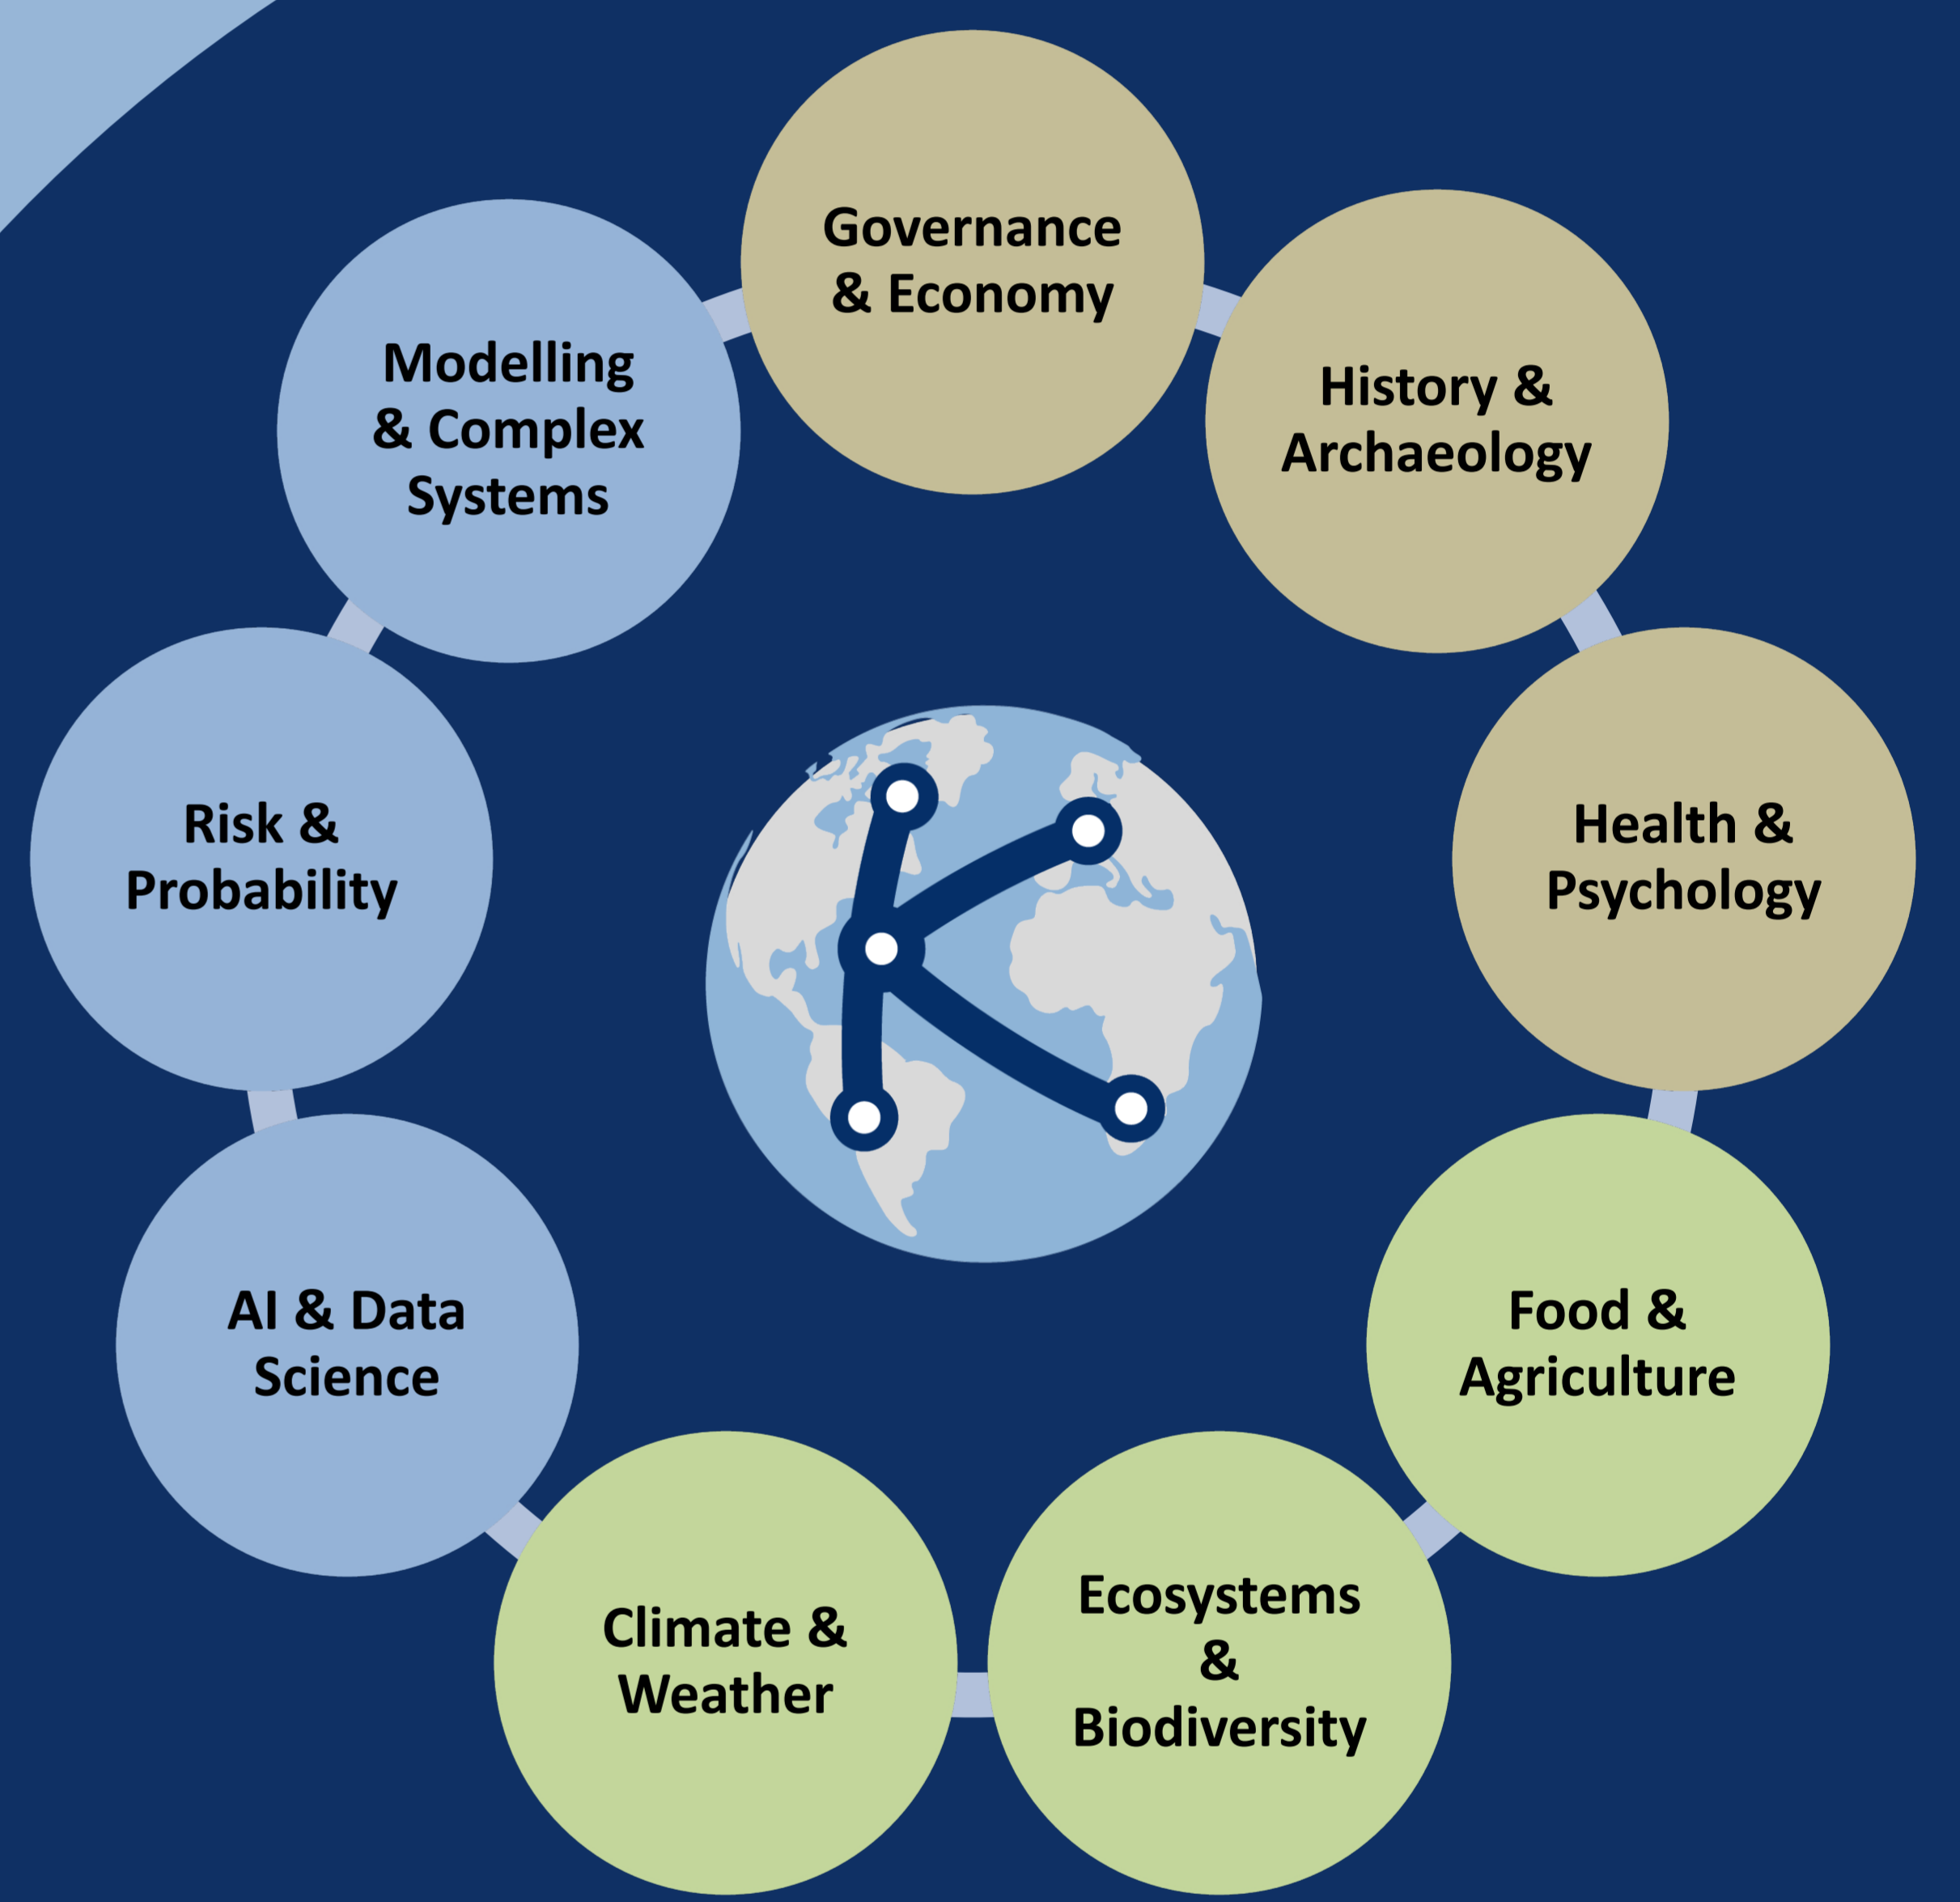 Governance
& Economy
History &
Archaeology
Health &
Psychology
Food &
Agriculture
Ecosystems
&
Biodiversity
Climate &
Weather
AI & Data
Science
Risk &
Probability
Modelling
& Complex
Systems